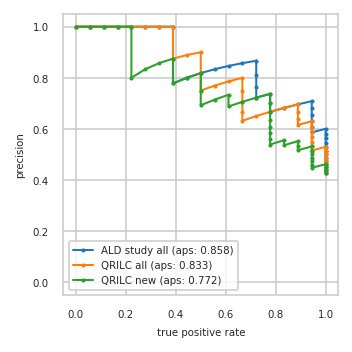 1.0
0.8
0.6
0.4
0.2
0.0
precision
ALD study all (aps: 0.858)
QRILC all (aps: 0.833)
QRILC new (aps: 0.772)
0.0 0.2 0.4 0.6 0.8 1.0
true positive rate